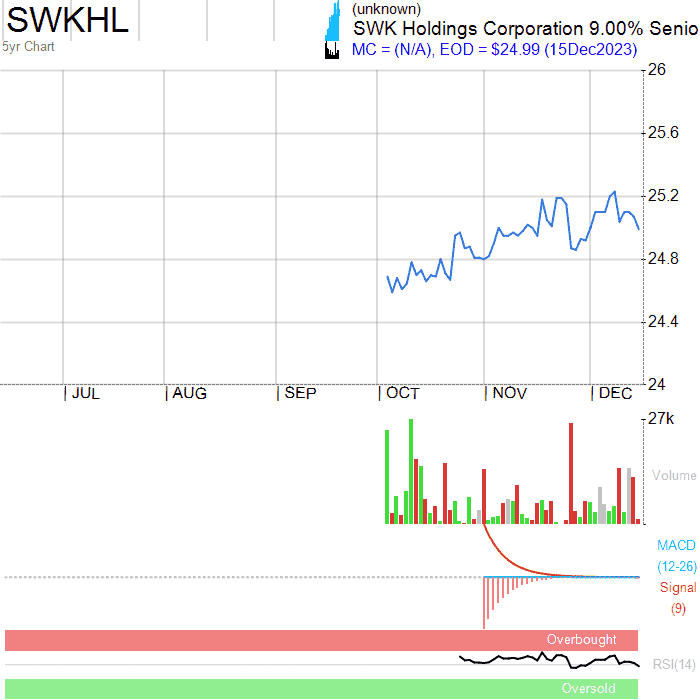 SWKHL
(unknown)
SWK Holdings Corporation 9.00% Senio
5yr Chart
MC = (N/A), EOD = $24.99 (15Dec2023)
26
25.6
25.2
24.8
24.4
24
JUL AUG SEP OCT NOV DEC
27k
Volume
MACD
(12-26)
Signal
(9)
Overbought
RSI(14)
Oversold